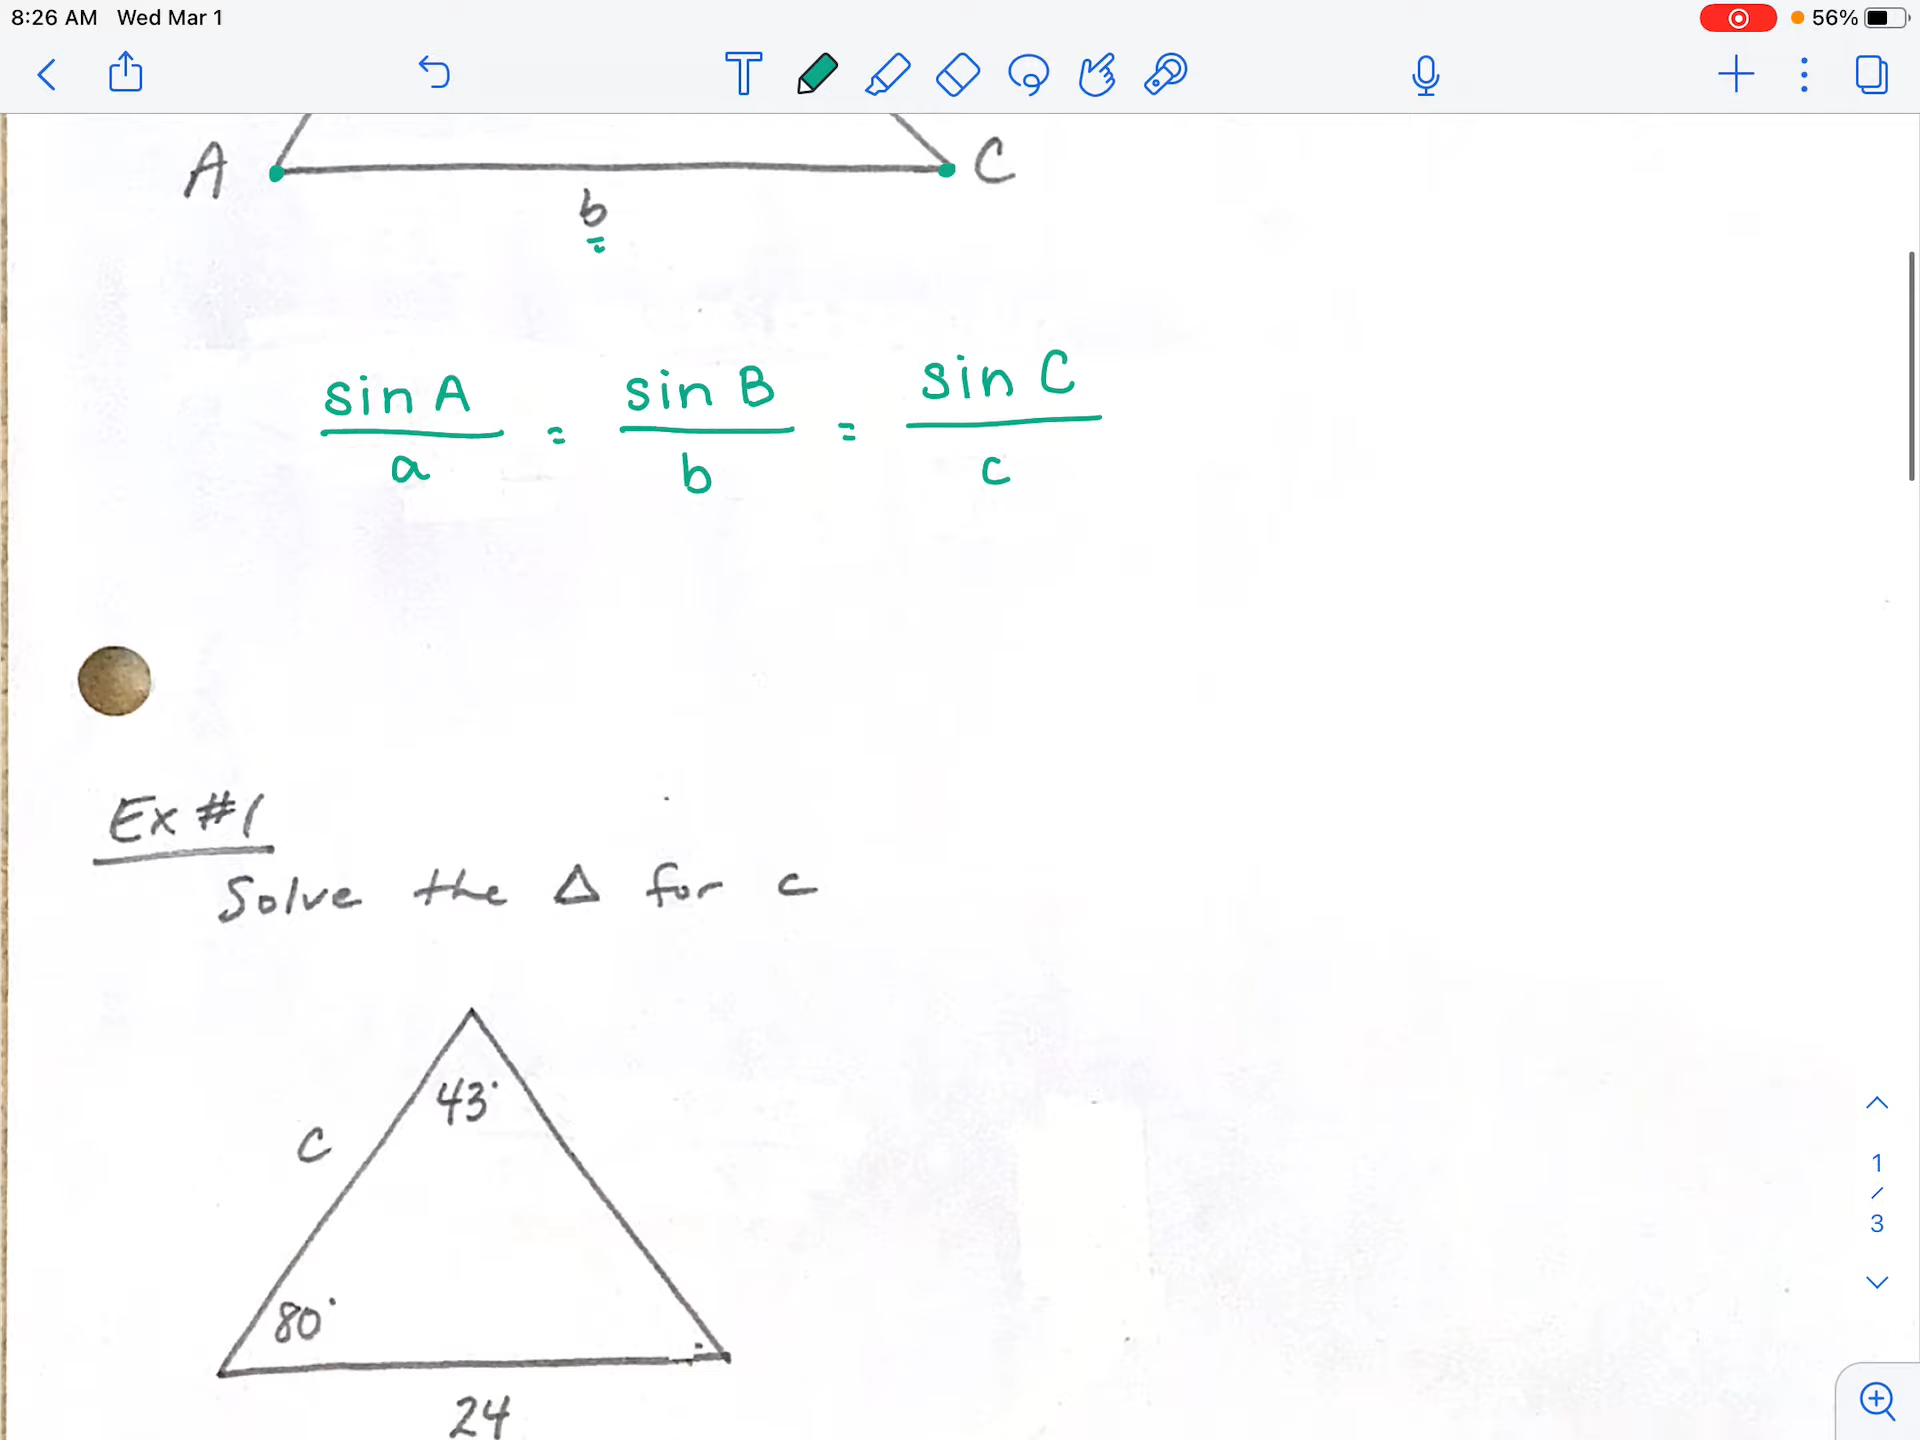 8:26 AM Wed Mar 1
56%
T
A
C
b
sin A / a = sin B / b = sin C / c
Ex #1
Solve the Δ for c
43°
c
80°
24
1
/
3